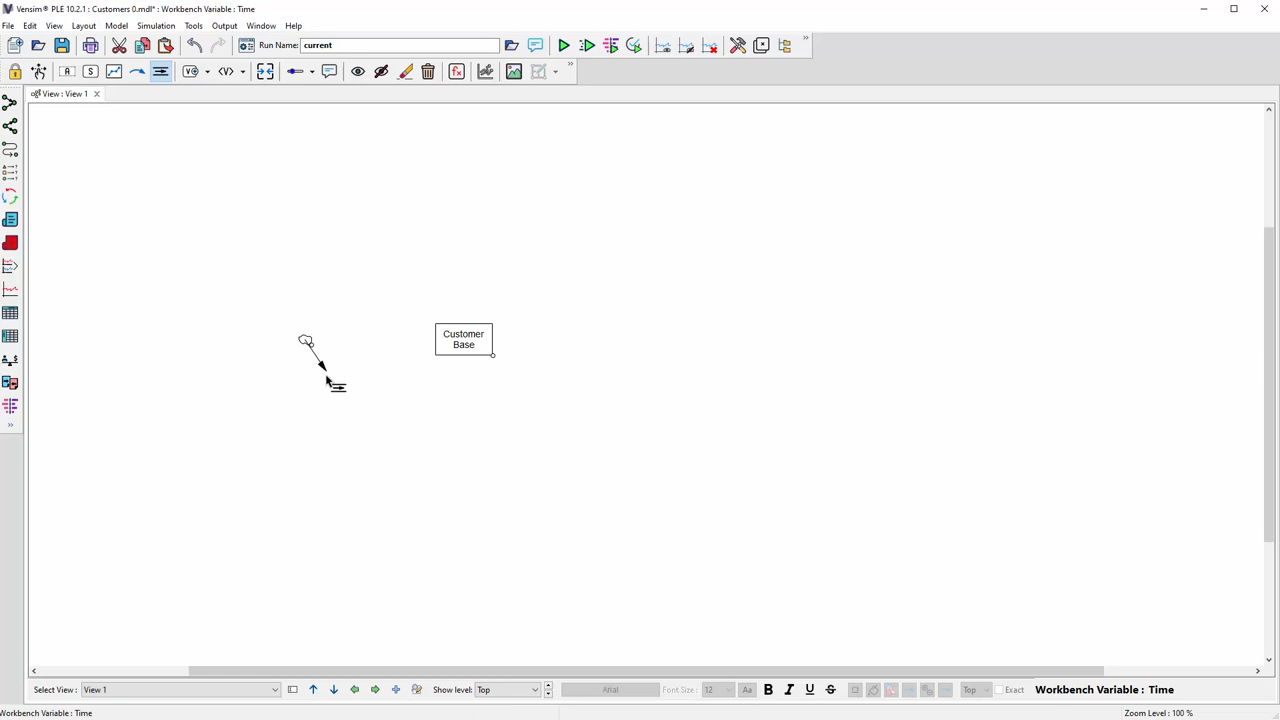 Vensim® PLE 10.2.1 : Customers 0.mdl* : Workbench Variable : Time
File Edit View Layout Model Simulation Tools Output Window Help
Run Name: current
View : View 1
Customer
Base
Select View : View 1 Show level: Top Arial Font Size : 12 Aa B I U S Top Exact Workbench Variable : Time
Workbench Variable : Time Zoom Level : 100 %